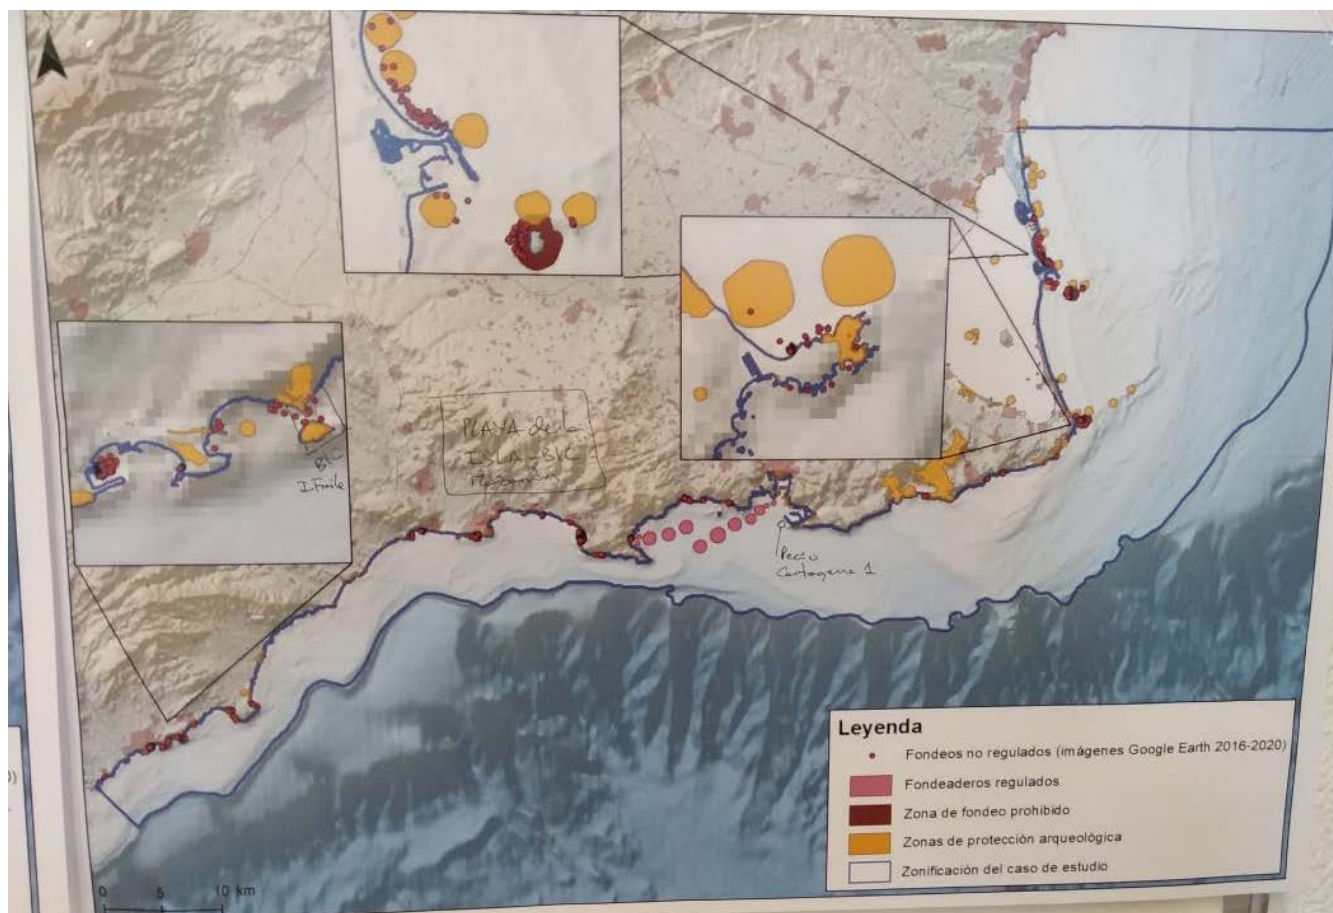 PLAYA de la
ISLA-BIC
BIC
I. Fraile
Pecio
Cartagena 1
Leyenda
Fondeos no regulados (imágenes Google Earth 2016-2020)
Fondeaderos regulados
Zona de fondeo prohibido
Zonas de protección arqueológica
Zonificación del caso de estudio
0 5 10 km
)